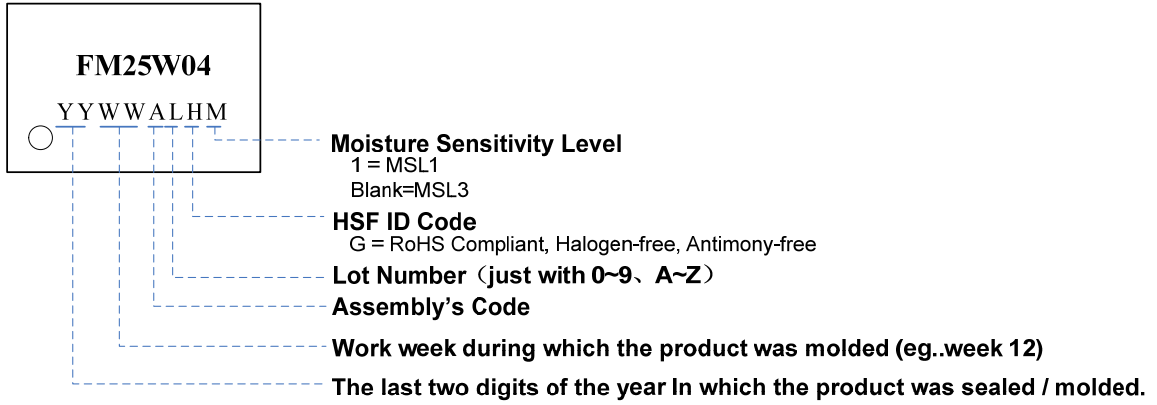 FM25W04
YYWWALHM
Moisture Sensitivity Level
1 = MSL1
Blank=MSL3
HSF ID Code
G = RoHS Compliant, Halogen-free, Antimony-free
Lot Number（just with 0~9、A~Z）
Assembly's Code
Work week during which the product was molded (eg..week 12)
The last two digits of the year In which the product was sealed / molded.